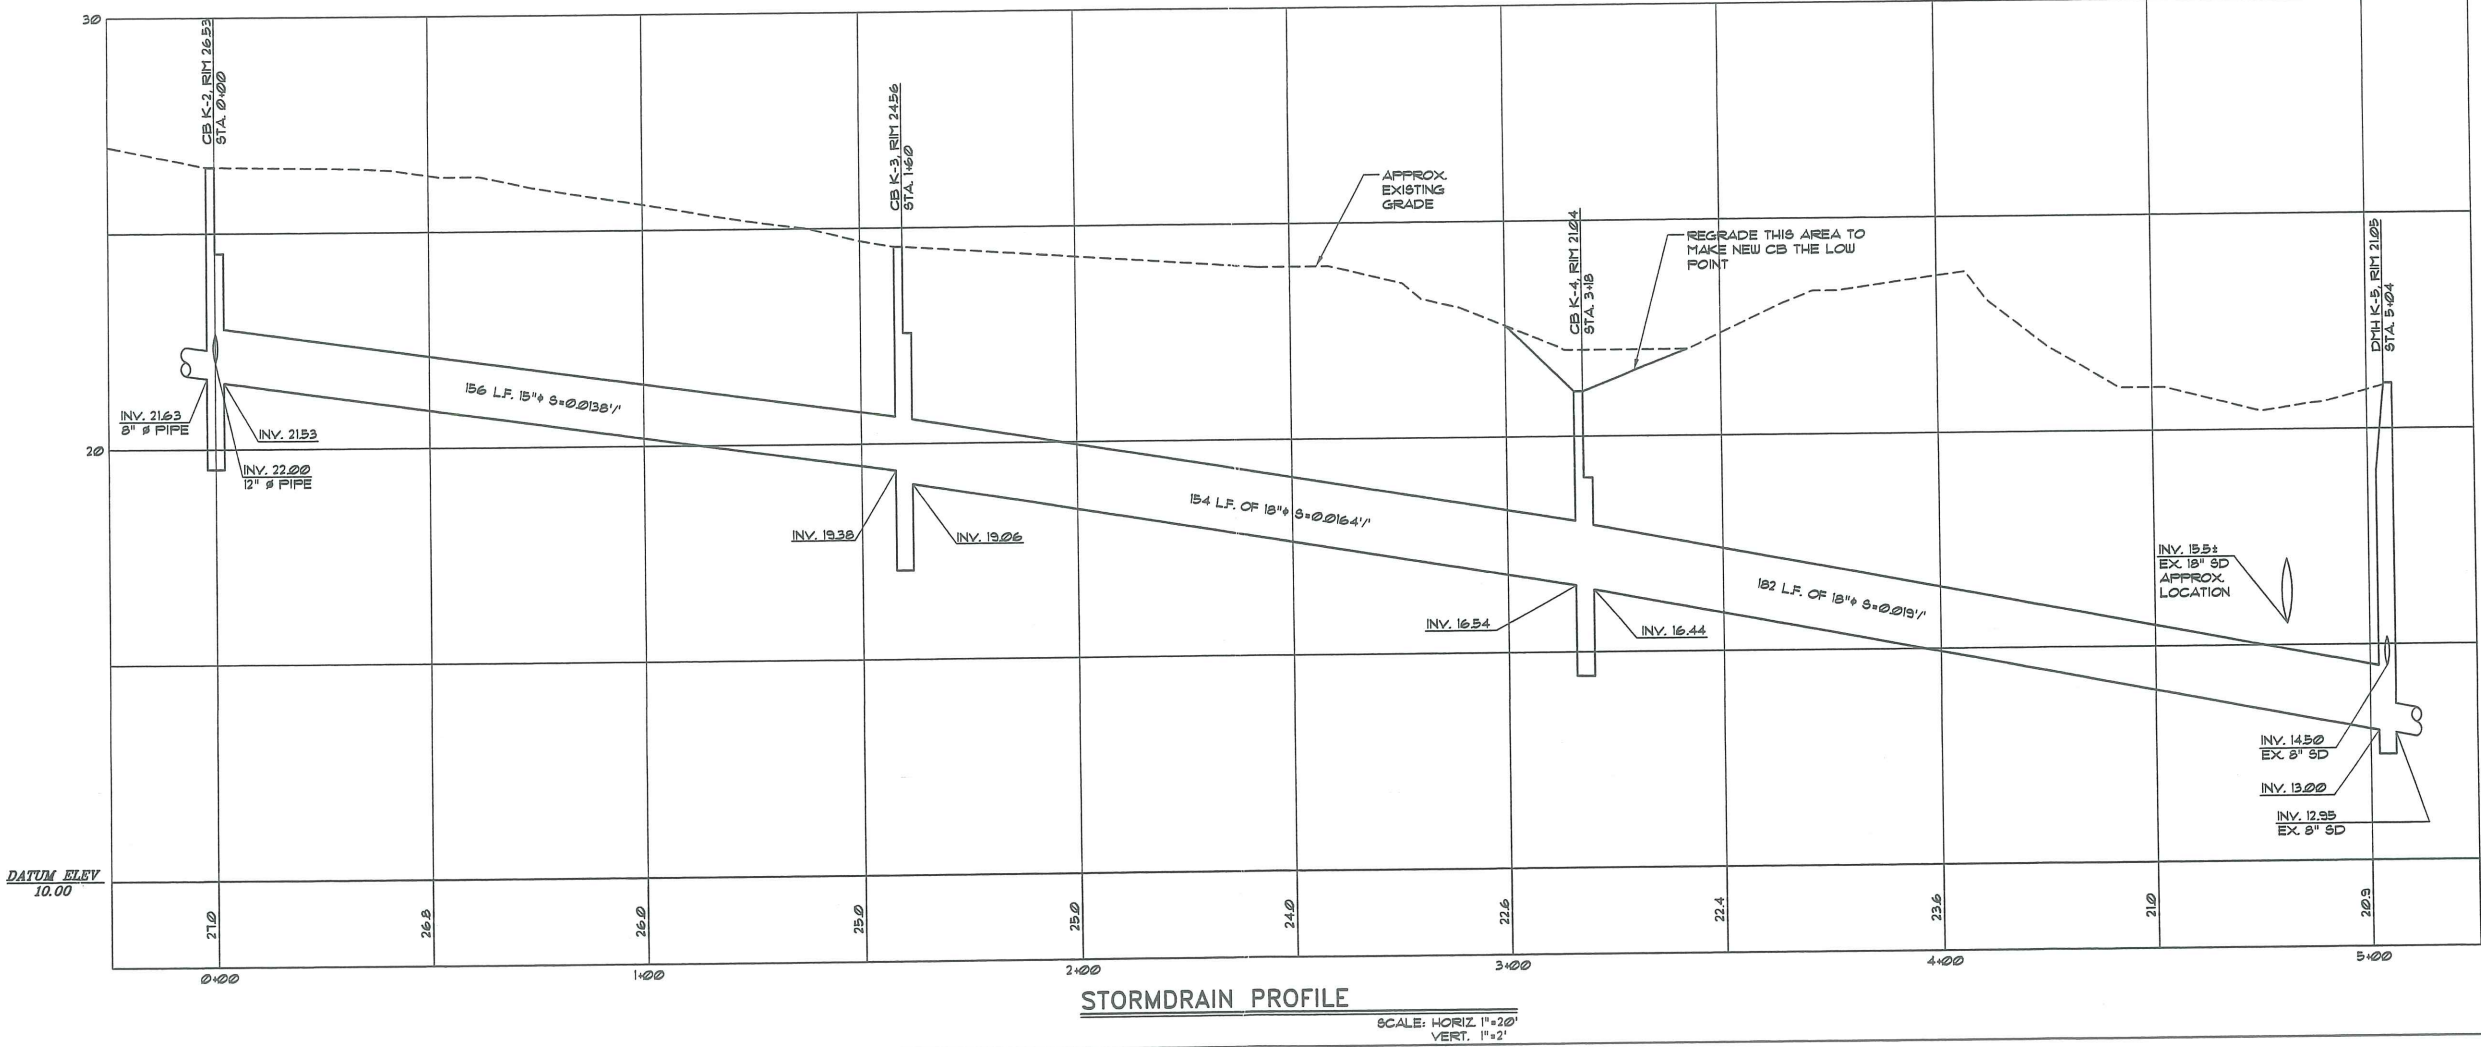 30
CB K-2, RIM 26.53
STA. 0+00
CB K-3, RIM 24.56
STA. 1+60
APPROX.
EXISTING
GRADE
CB K-4, RIM 21.04
STA. 3+18
REGRADE THIS AREA TO
MAKE NEW CB THE LOW
POINT
DMH K-5, RIM 21.05
STA. 5+04
156 L.F. 15"ϕ S=0.0138'/'
INV. 21.63
8" ø PIPE
INV. 21.53
20
INV. 22.00
12" ø PIPE
154 L.F. OF 18"ϕ S=0.0164'/'
INV. 19.38
INV. 19.06
INV. 15.5±
EX. 18" SD
APPROX.
LOCATION
182 L.F. OF 18"ϕ S=0.019'/'
INV. 16.54
INV. 16.44
INV. 14.50
EX. 8" SD
INV. 13.00
INV. 12.95
EX. 8" SD
DATUM ELEV
10.00
27.0
26.8
26.0
25.0
25.0
24.0
22.6
22.4
23.6
21.0
20.9
0+00
1+00
2+00
3+00
4+00
5+00
STORMDRAIN PROFILE
SCALE: HORIZ. 1"=20'
VERT. 1"=2'